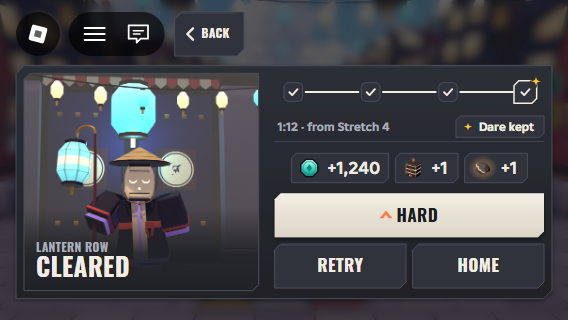 BACK
1:12 · from Stretch 4
Dare kept
+1,240
+1
+1
HARD
LANTERN ROW
CLEARED
RETRY
HOME